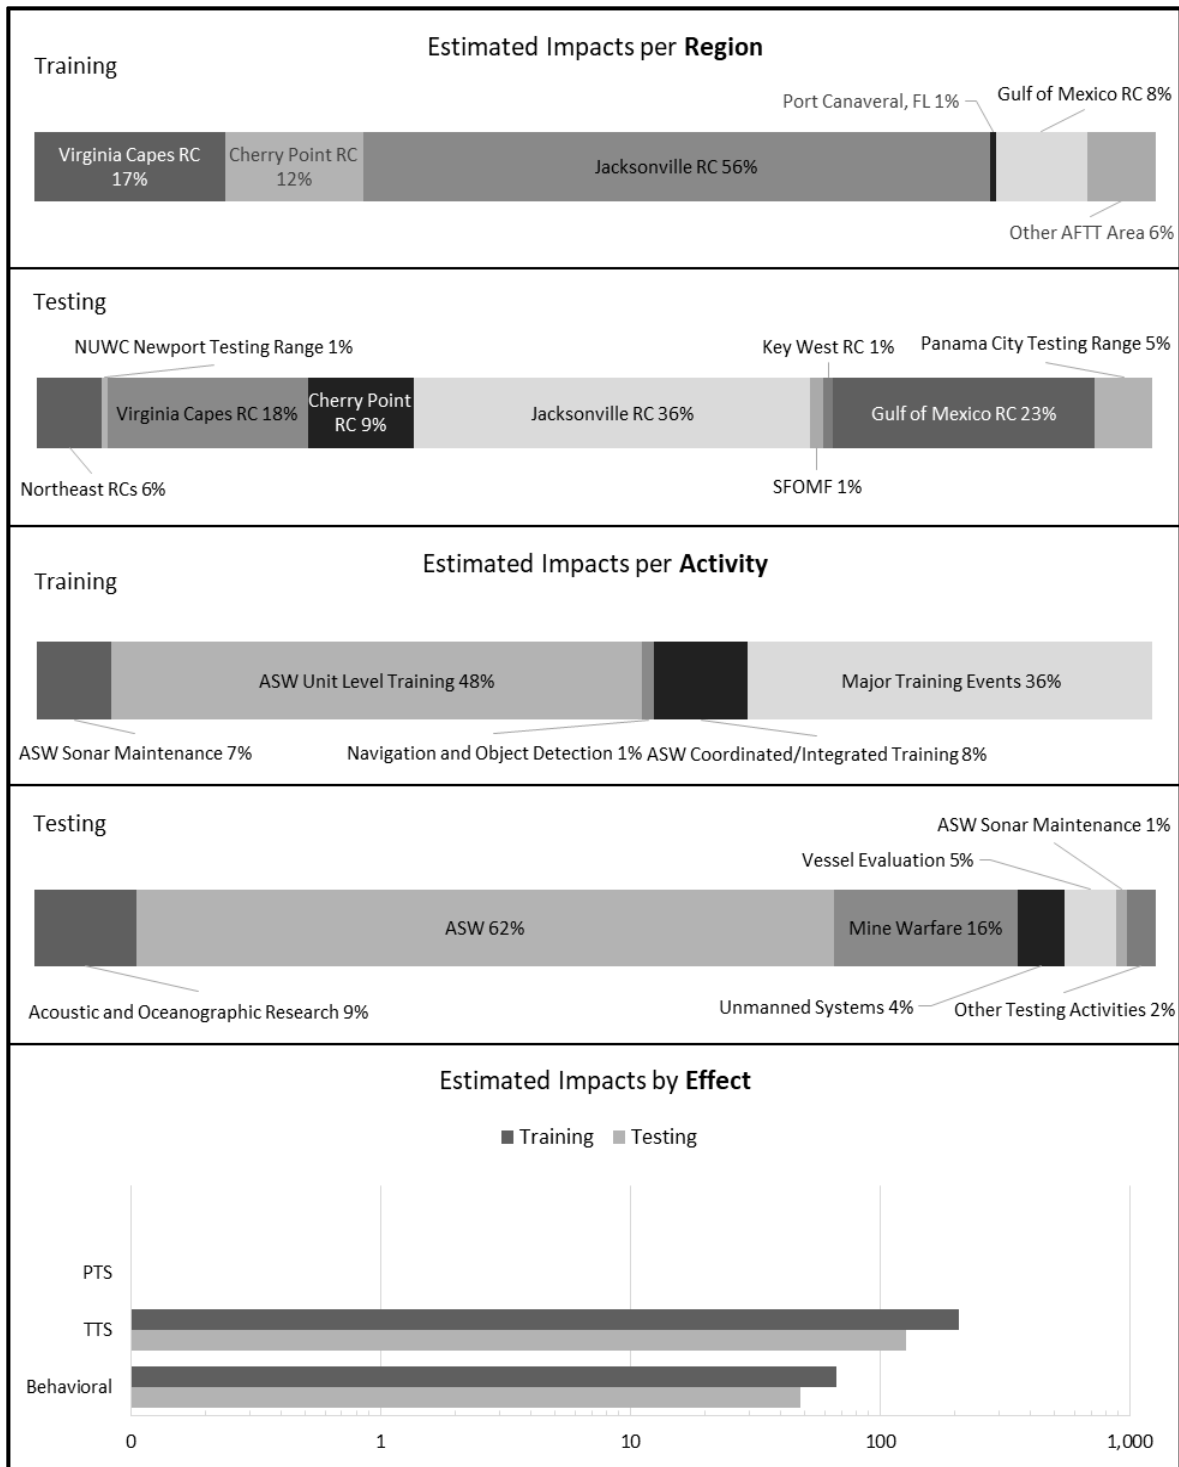 Estimated Impacts per Region
Training
Port Canaveral, FL 1%
Gulf of Mexico RC 8%
Virginia Capes RC
17%
Cherry Point RC
12%
Jacksonville RC 56%
Other AFTT Area 6%
Testing
NUWC Newport Testing Range 1%
Key West RC 1%
Panama City Testing Range 5%
Virginia Capes RC 18%
Cherry Point
RC 9%
Jacksonville RC 36%
Gulf of Mexico RC 23%
Northeast RCs 6%
SFOMF 1%
Estimated Impacts per Activity
Training
ASW Unit Level Training 48%
Major Training Events 36%
ASW Sonar Maintenance 7%
Navigation and Object Detection 1%
ASW Coordinated/Integrated Training 8%
Testing
ASW Sonar Maintenance 1%
Vessel Evaluation 5%
ASW 62%
Mine Warfare 16%
Acoustic and Oceanographic Research 9%
Unmanned Systems 4%
Other Testing Activities 2%
Estimated Impacts by Effect
Training
Testing
PTS
TTS
Behavioral
0
1
10
100
1,000